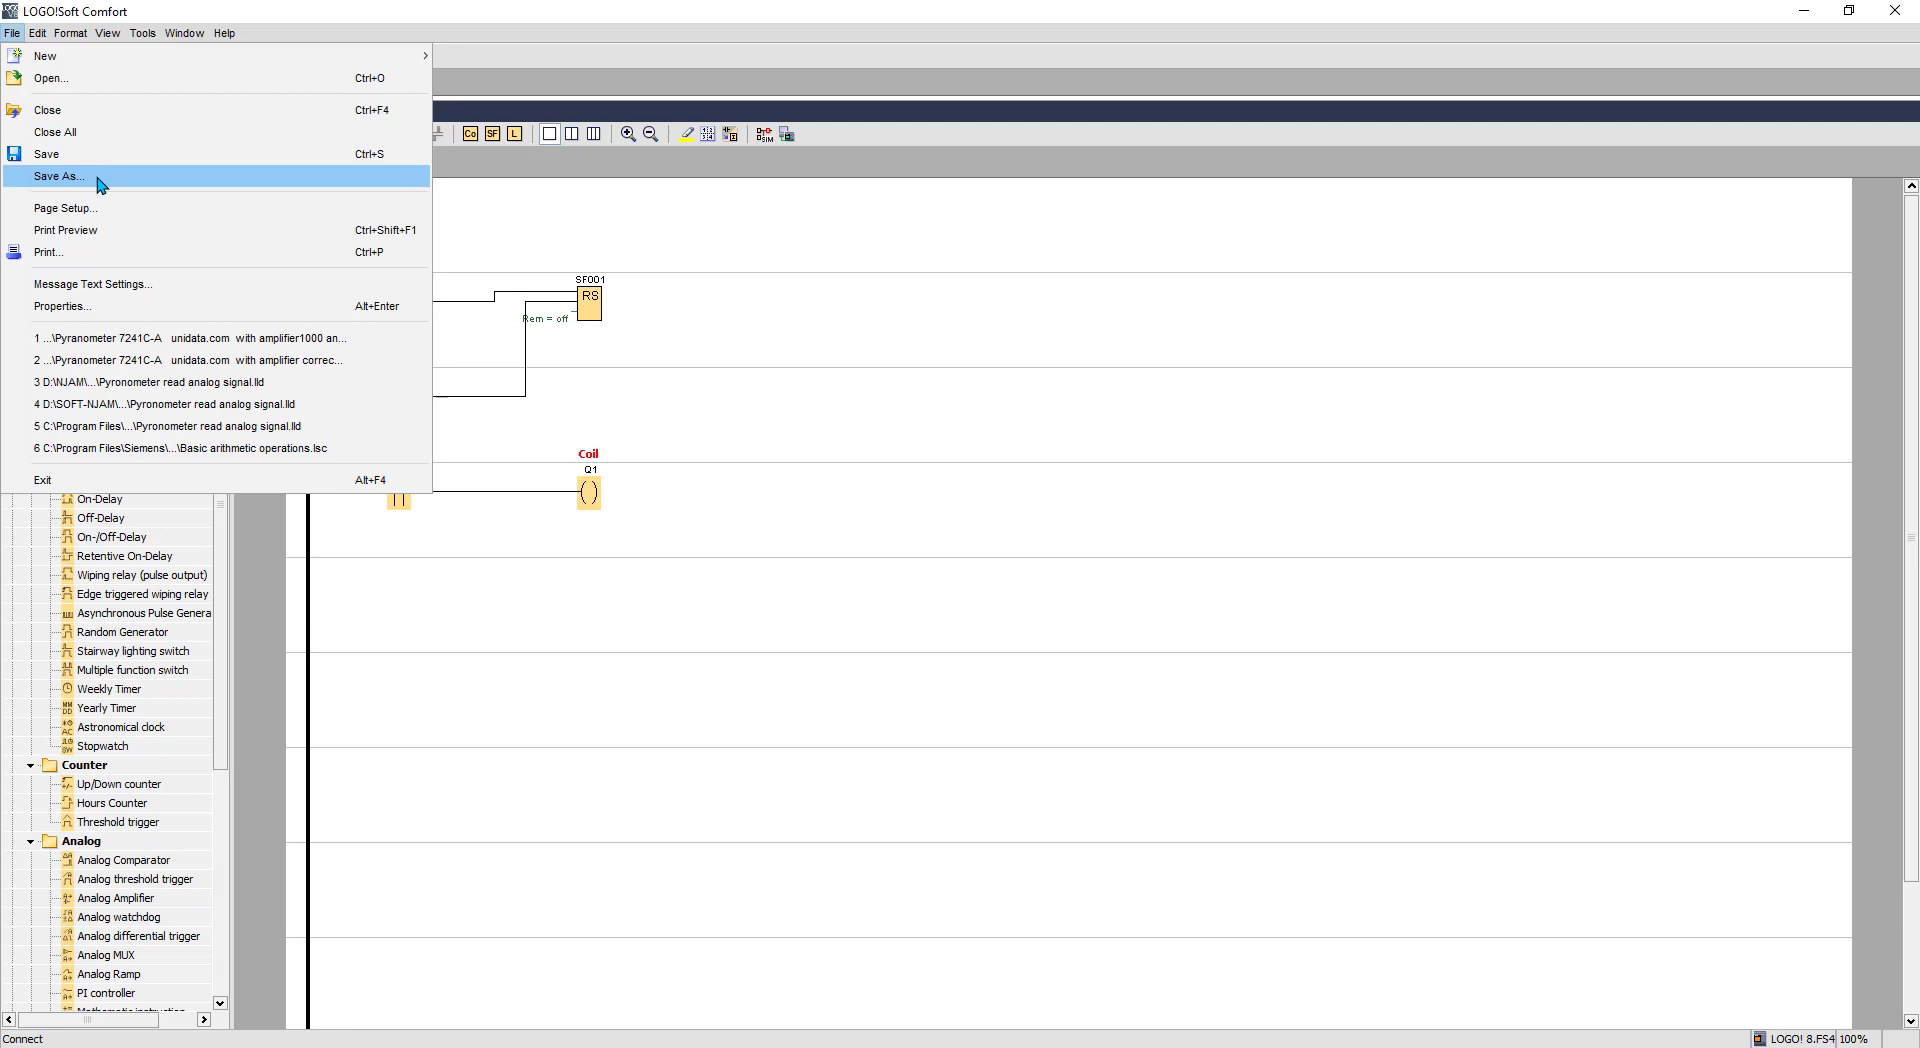 LOGO!Soft Comfort
File Edit Format View Tools Window Help
New
Open... Ctrl+O
Close Ctrl+F4
Close All
Save Ctrl+S
Save As...
Page Setup...
Print Preview Ctrl+Shift+F1
Print... Ctrl+P
Message Text Settings...
Properties... Alt+Enter
1 ...\Pyranometer 7241C-A unidata.com with amplifier1000 an...
2 ...\Pyranometer 7241C-A unidata.com with amplifier correc...
3 D:\NJAM\...\Pyronometer read analog signal.lld
4 D:\SOFT-NJAM\...\Pyronometer read analog signal.lld
5 C:\Program Files\...\Pyronometer read analog signal.lld
6 C:\Program Files\Siemens\...\Basic arithmetic operations.lsc
Exit Alt+F4
Co SF L
SIM
SF001
RS
Rem = off
Coil
Q1
On-Delay
Off-Delay
On-/Off-Delay
Retentive On-Delay
Wiping relay (pulse output)
Edge triggered wiping relay
Asynchronous Pulse Genera
Random Generator
Stairway lighting switch
Multiple function switch
Weekly Timer
Yearly Timer
Astronomical clock
Stopwatch
Counter
Up/Down counter
Hours Counter
Threshold trigger
Analog
Analog Comparator
Analog threshold trigger
Analog Amplifier
Analog watchdog
Analog differential trigger
Analog MUX
Analog Ramp
PI controller
Connect
LOGO! 8.FS4 100%